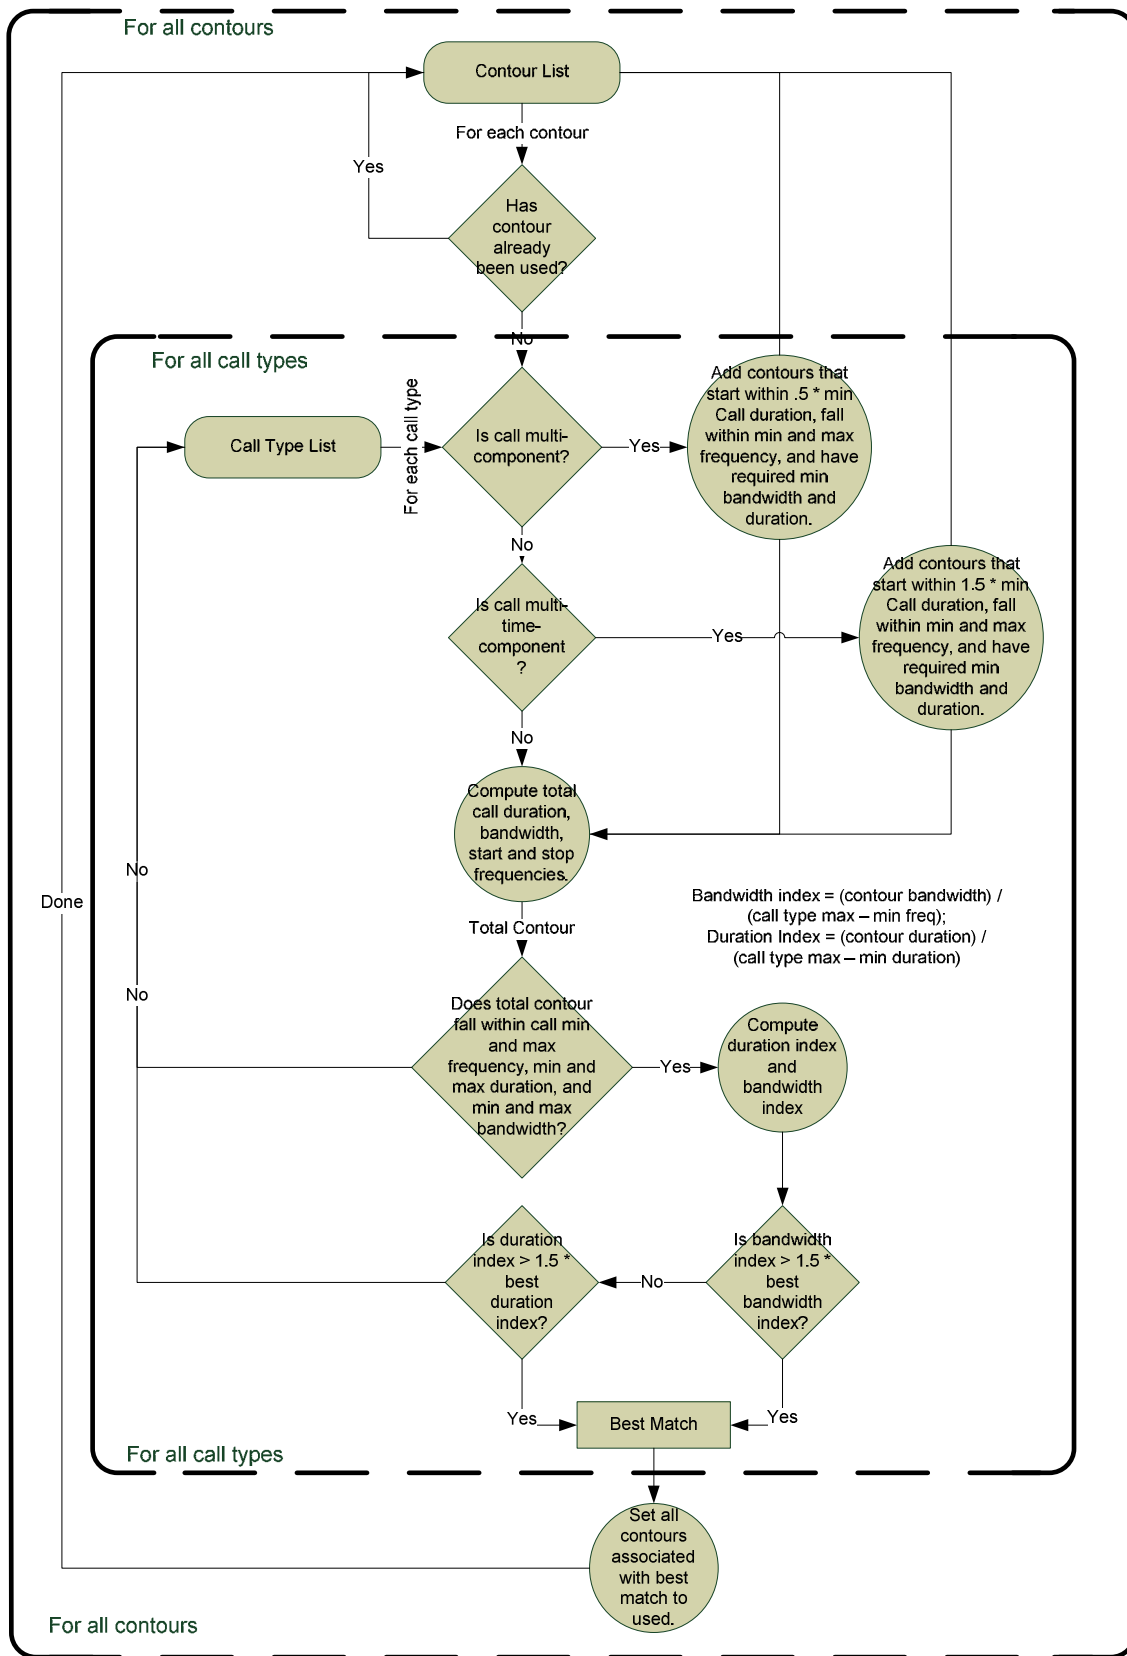 For all contours
Contour List
For each contour
Yes
Has
contour
already
been used?
No
For all call types
Call Type List
For each call type
Is call multi-
component?
Yes
Add contours that
start within .5 * min
Call duration, fall
within min and max
frequency, and have
required min
bandwidth and
duration.
No
Is call multi-
time-
component
?
Yes
Add contours that
start within 1.5 * min
Call duration, fall
within min and max
frequency, and have
required min
bandwidth and
duration.
No
Compute total
call duration,
bandwidth,
start and stop
frequencies.
No
Done
Bandwidth index = (contour bandwidth) /
(call type max – min freq);
Duration Index = (contour duration) /
(call type max – min duration)
Total Contour
No
Does total contour
fall within call min
and max
frequency, min and
max duration, and
min and max
bandwidth?
Yes
Compute
duration index
and
bandwidth
index
Is duration
index > 1.5 *
best
duration
index?
No
Is bandwidth
index > 1.5 *
best
bandwidth
index?
Yes
Best Match
Yes
For all call types
Set all
contours
associated
with best
match to
used.
For all contours